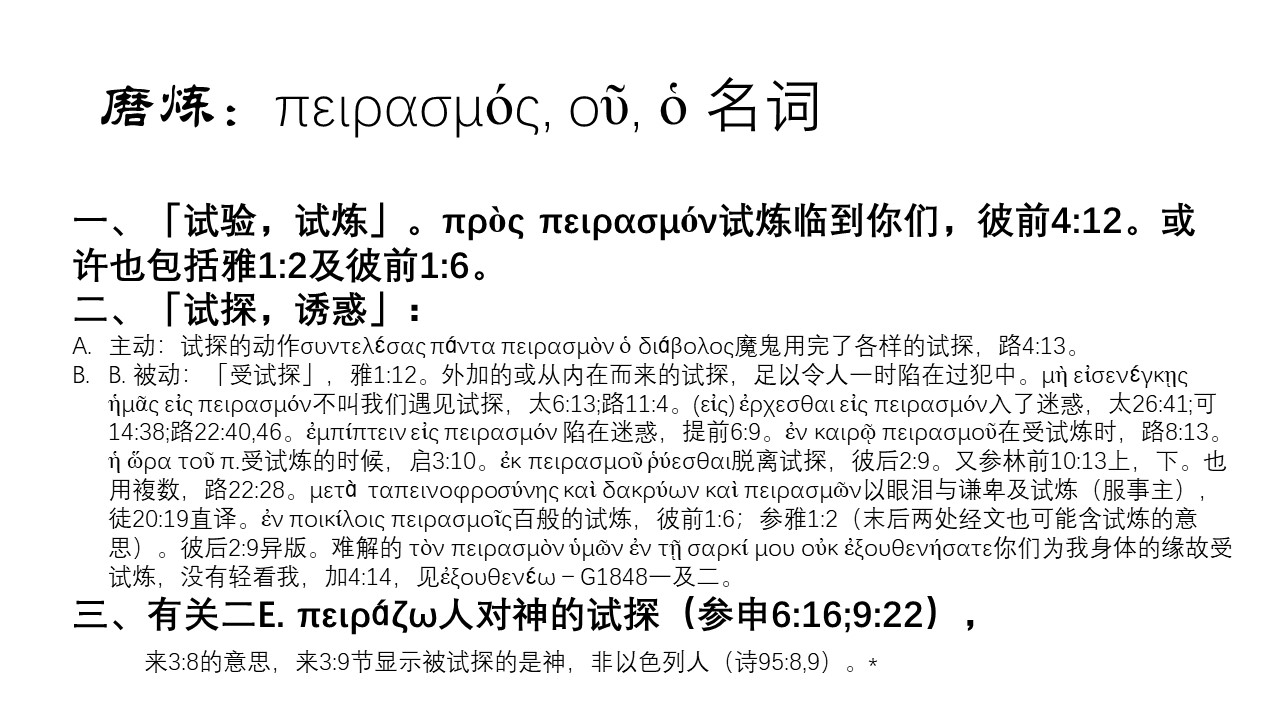 磨炼：πειρασμός, οῦ, ὁ 名词
一、「试验，试炼」。πρὸς πειρασμόν试炼临到你们，彼前4:12。或
许也包括雅1:2及彼前1:6。
二、「试探，诱惑」：
A. 主动：试探的动作συντελέσας πάντα πειρασμὸν ὁ διάβολος魔鬼用完了各样的试探，路4:13。
B. B. 被动：「受试探」，雅1:12。外加的或从内在而来的试探，足以令人一时陷在过犯中。μὴ εἰσενέγκῃς
ἡμᾶς εἰς πειρασμόν不叫我们遇见试探，太6:13;路11:4。(εἰς) ἐρχεσθαι εἰς πειρασμόν入了迷惑，太26:41;可
14:38;路22:40,46。ἐμπίπτειν εἰς πειρασμόν 陷在迷惑，提前6:9。ἐν καιρῷ πειρασμοῦ在受试炼时，路8:13。
ἡ ὥρα τοῦ π.受试炼的时候，启3:10。ἐκ πειρασμοῦ ῥύεσθαι脱离试探，彼后2:9。又参林前10:13上，下。也
用複数，路22:28。μετὰ ταπεινοφροσύνης καὶ δακρύων καὶ πειρασμῶν以眼泪与谦卑及试炼（服事主），
徒20:19直译。ἐν ποικίλοις πειρασμοῖς百般的试炼，彼前1:6；参雅1:2（末后两处经文也可能含试炼的意
思）。彼后2:9异版。难解的 τὸν πειρασμὸν ὑμῶν ἐν τῇ σαρκί μου οὐκ ἐξουθενήσατε你们为我身体的缘故受
试炼，没有轻看我，加4:14，见ἐξουθενέω – G1848一及二。
三、有关二E. πειράζω人对神的试探（参申6:16;9:22），
来3:8的意思，来3:9节显示被试探的是神，非以色列人（诗95:8,9）。*